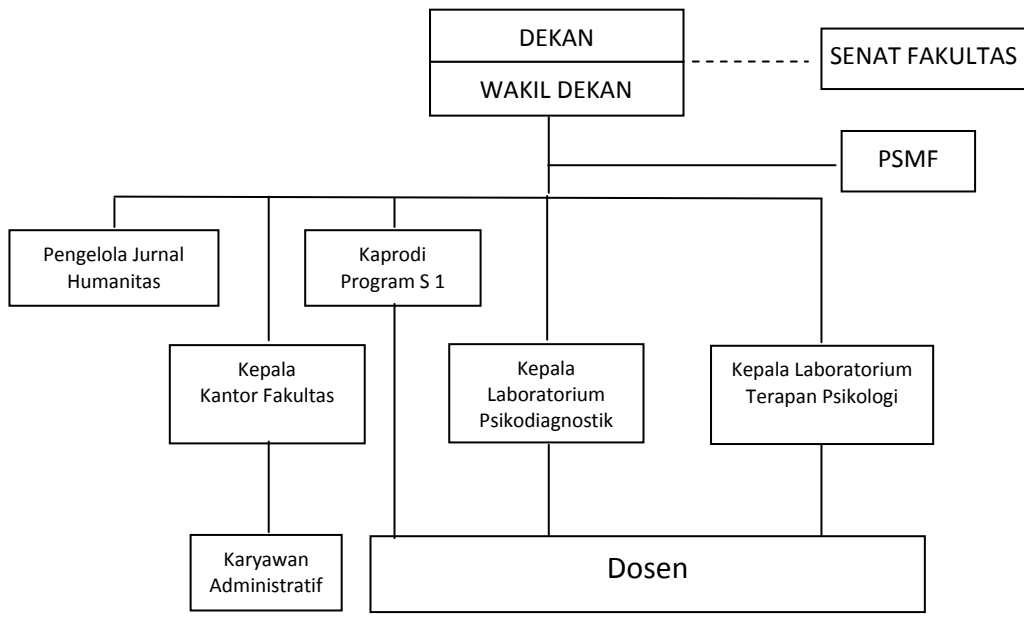 DEKAN
WAKIL DEKAN
SENAT FAKULTAS
PSMF
Pengelola Jurnal
Humanitas
Kaprodi
Program S 1
Kepala
Kantor Fakultas
Kepala
Laboratorium
Psikodiagnostik
Kepala Laboratorium
Terapan Psikologi
Karyawan
Administratif
Dosen